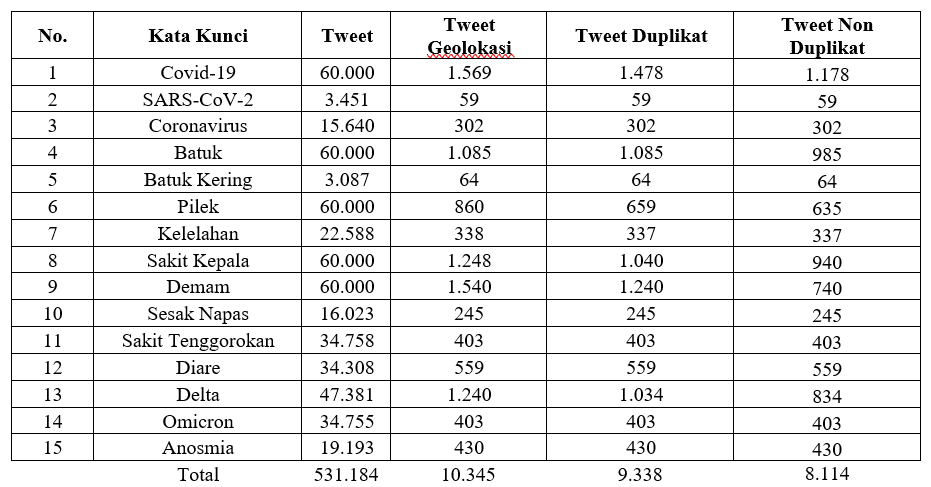 No. Kata Kunci Tweet Tweet Geolokasi Tweet Duplikat Tweet Non Duplikat
1 Covid-19 60.000 1.569 1.478 1.178
2 SARS-CoV-2 3.451 59 59 59
3 Coronavirus 15.640 302 302 302
4 Batuk 60.000 1.085 1.085 985
5 Batuk Kering 3.087 64 64 64
6 Pilek 60.000 860 659 635
7 Kelelahan 22.588 338 337 337
8 Sakit Kepala 60.000 1.248 1.040 940
9 Demam 60.000 1.540 1.240 740
10 Sesak Napas 16.023 245 245 245
11 Sakit Tenggorokan 34.758 403 403 403
12 Diare 34.308 559 559 559
13 Delta 47.381 1.240 1.034 834
14 Omicron 34.755 403 403 403
15 Anosmia 19.193 430 430 430
Total 531.184 10.345 9.338 8.114